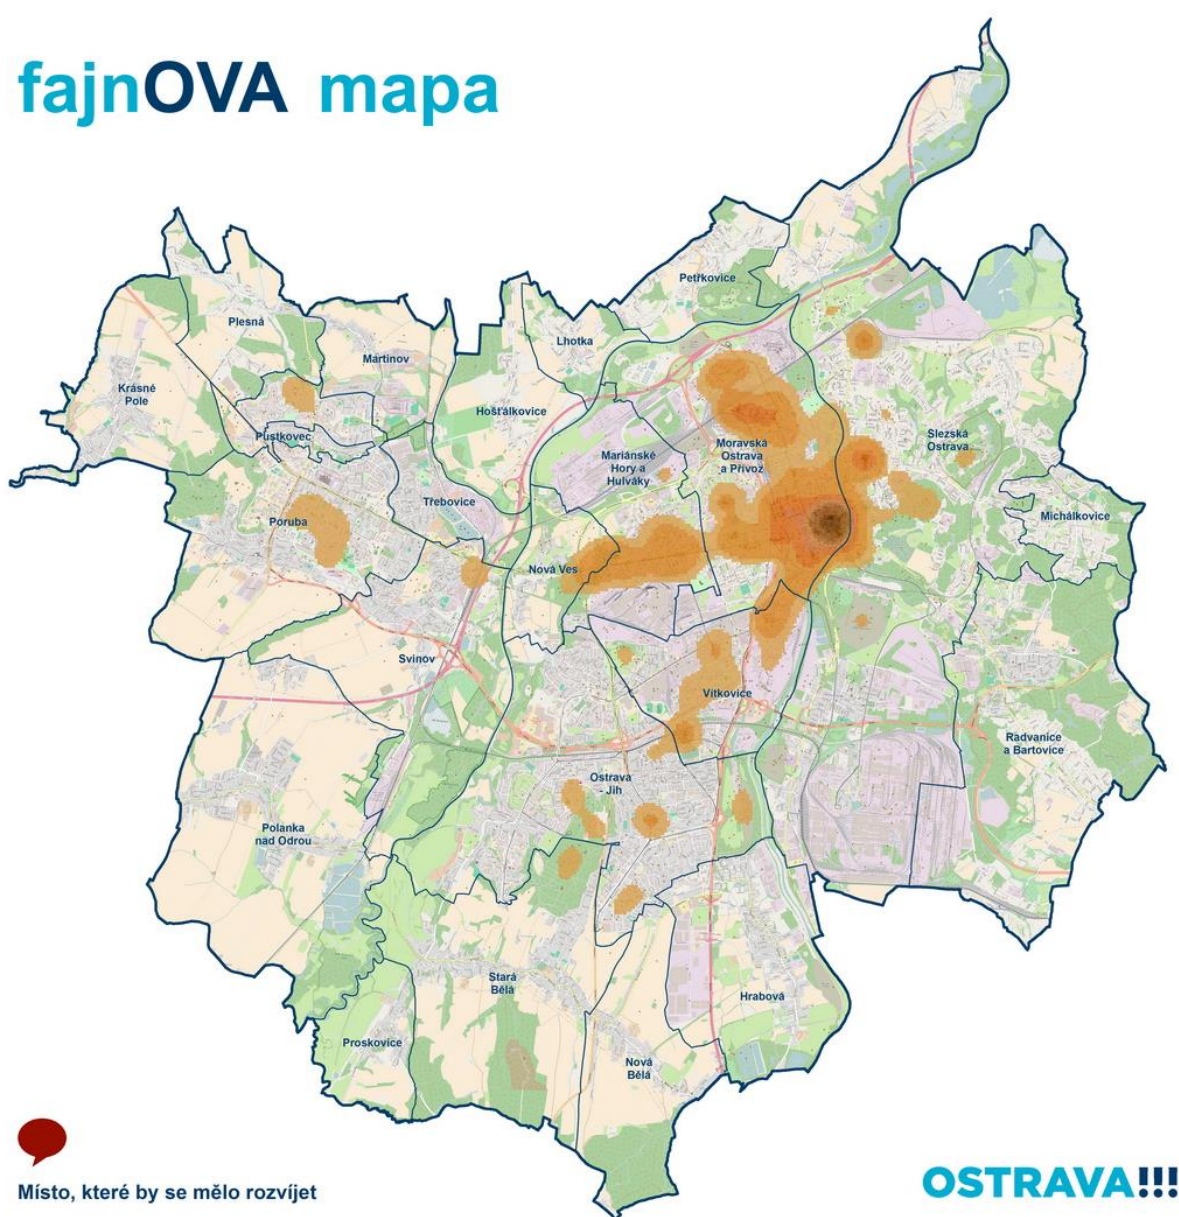 fajnOVA mapa
Petřkovice
Plesná
Lhotka
Martinov
Krásné
Pole
Hošťálkovice
Pustkovec
Moravská
Ostrava
a Přívoz
Slezská
Ostrava
Mariánské
Hory a
Hulváky
Třebovice
Michálkovice
Poruba
Nová Ves
Svinov
Vítkovice
Radvanice
a Bartovice
Ostrava
- Jih
Polanka
nad Odrou
Stará
Bělá
Hrabová
Proskovice
Nová
Bělá
Místo, které by se mělo rozvíjet
OSTRAVA!!!